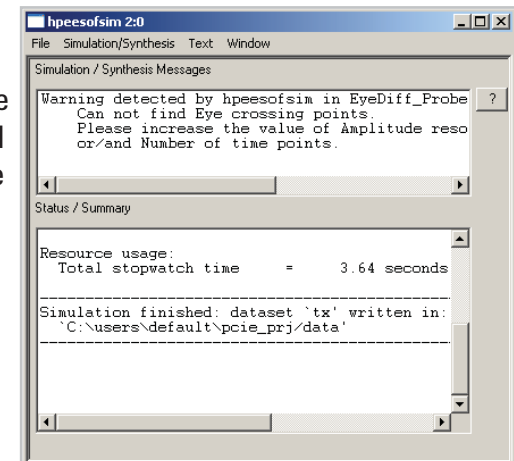 hpeesofsim 2:0
File Simulation/Synthesis Text Window
Simulation / Synthesis Messages
Warning detected by hpeesofsim in EyeDiff_Probe
Can not find Eye crossing points.
Please increase the value of Amplitude reso
or/and Number of time points.
?
Status / Summary
Resource usage:
Total stopwatch time = 3.64 seconds
Simulation finished: dataset `tx' written in:
`C:\users\default\pcie_prj/data'